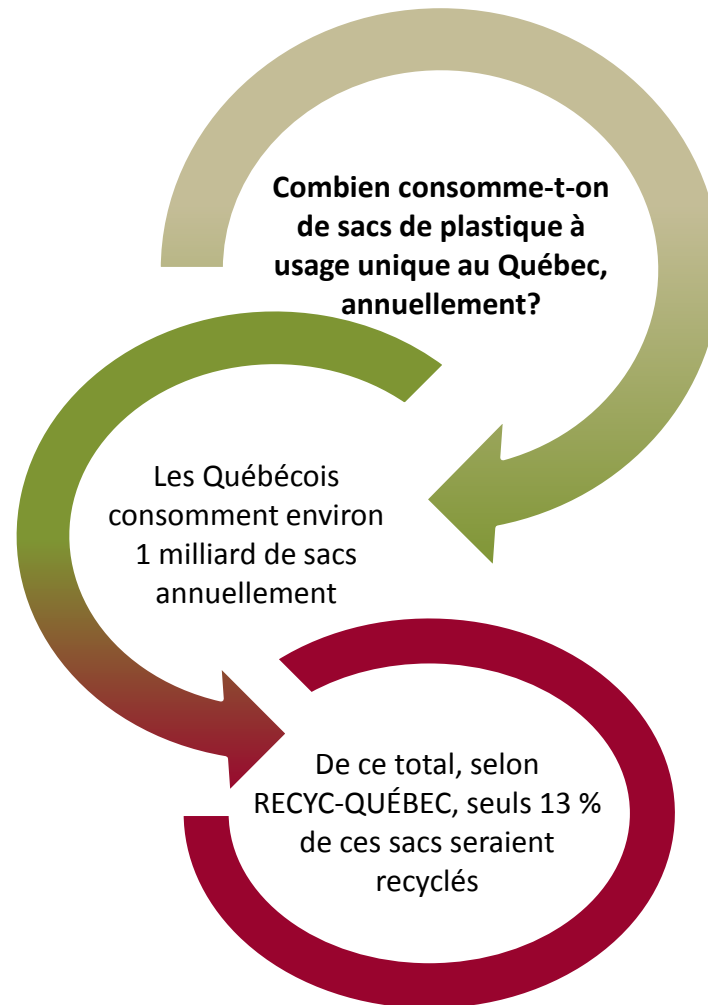 Combien consomme-t-on
de sacs de plastique à
usage unique au Québec,
annuellement?
Les Québécois
consomment environ
1 milliard de sacs
annuellement
De ce total, selon
RECYC-QUÉBEC, seuls 13 %
de ces sacs seraient
recyclés